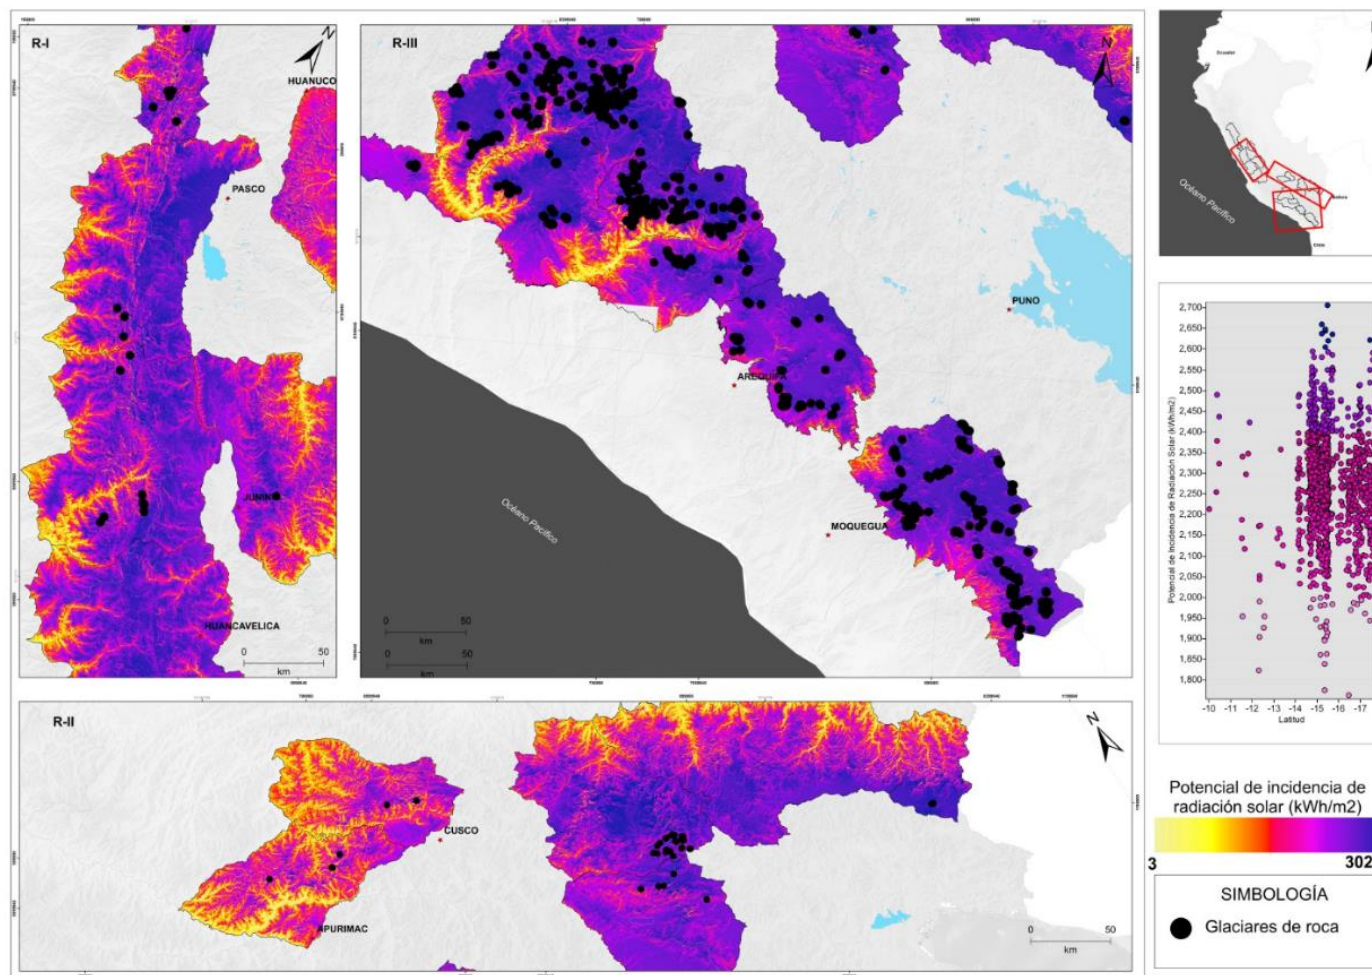 R-I
N
HUANUCO
PASCO
JUNIN
HUANCAVELICA
0 50
km
R-III
N
PUNO
AREQUIPA
MOQUEGUA
Océano Pacífico
0 50
km
0 50
km
R-II
N
CUSCO
APURIMAC
0 50
km
Ecuador
Océano Pacífico
Chile
Potencial de Incidencia de Radiación Solar (kWh/m2)
2,700
2,650
2,600
2,550
2,500
2,450
2,400
2,350
2,300
2,250
2,200
2,150
2,100
2,050
2,000
1,950
1,900
1,850
1,800
-10 -11 -12 -13 -14 -15 -16 -17
Latitud
Potencial de incidencia de
radiación solar (kWh/m2)
3 302
SIMBOLOGÍA
Glaciares de roca